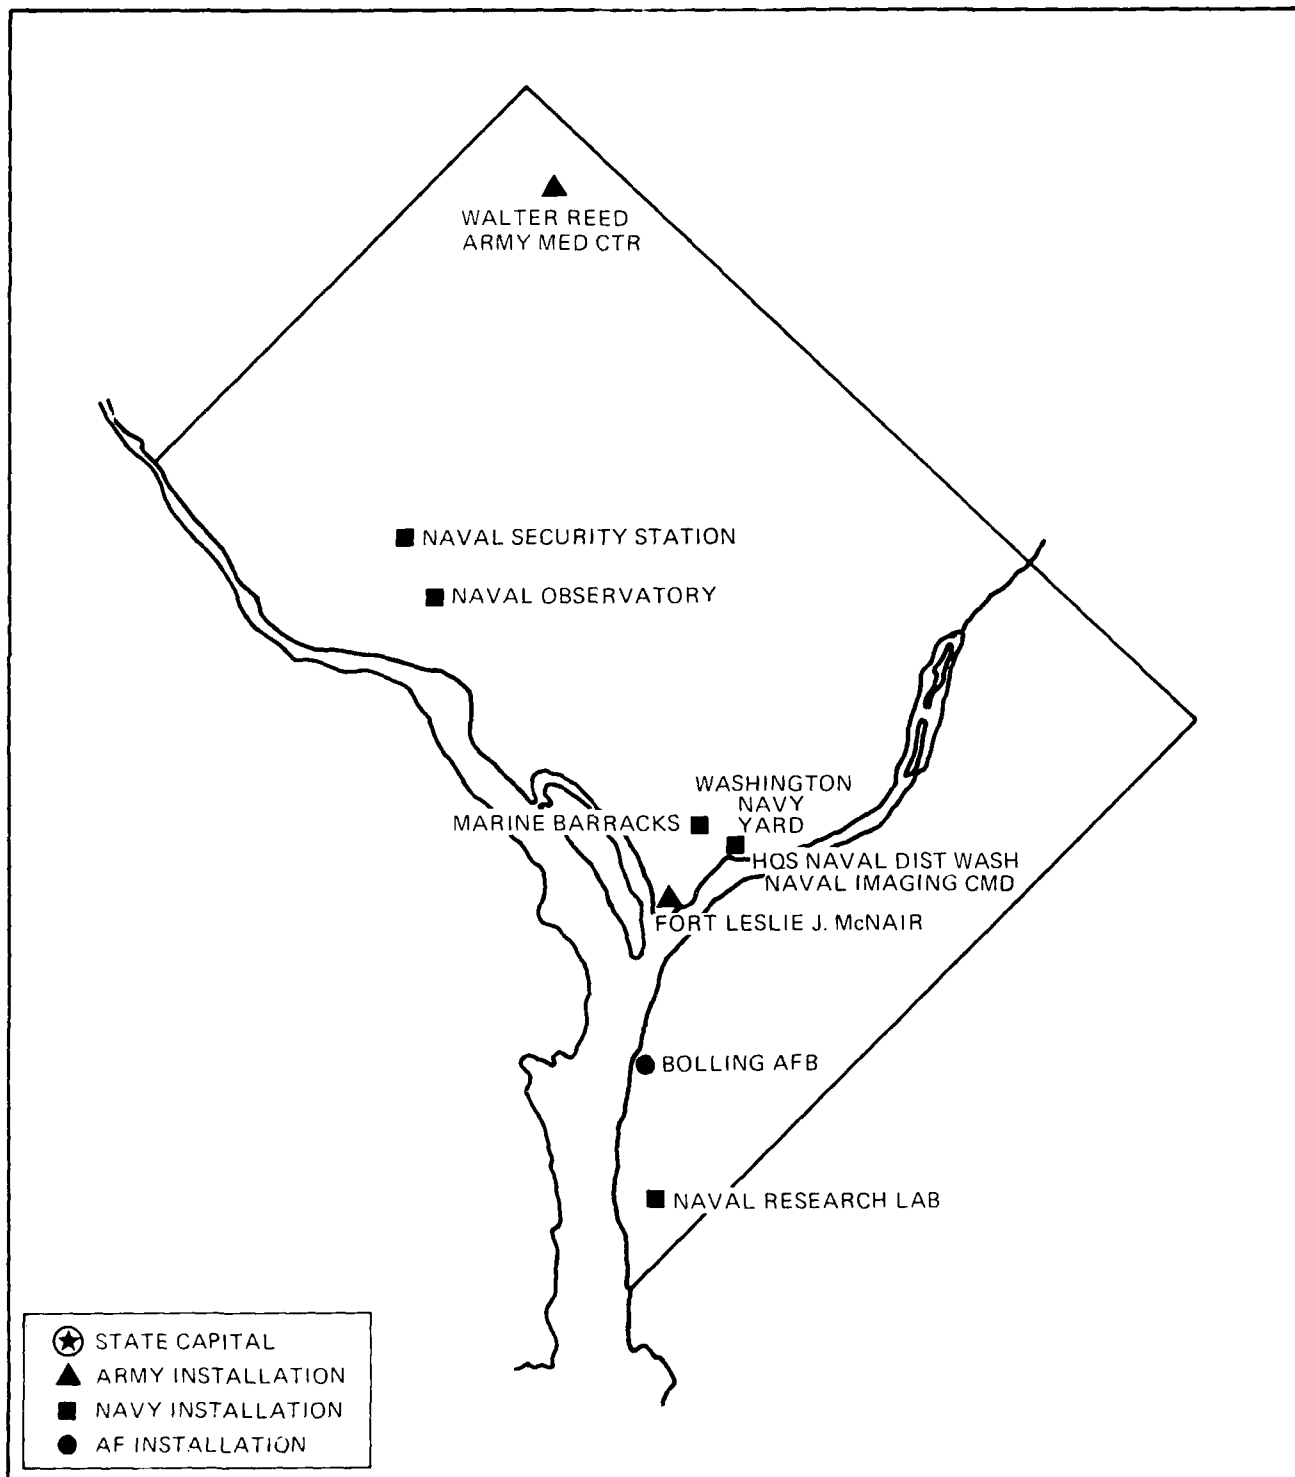 WALTER REED
ARMY MED CTR
NAVAL SECURITY STATION
NAVAL OBSERVATORY
WASHINGTON
NAVY
YARD
MARINE BARRACKS
HQS NAVAL DIST WASH
NAVAL IMAGING CMD
FORT LESLIE J. McNAIR
BOLLING AFB
NAVAL RESEARCH LAB
STATE CAPITAL
ARMY INSTALLATION
NAVY INSTALLATION
AF INSTALLATION